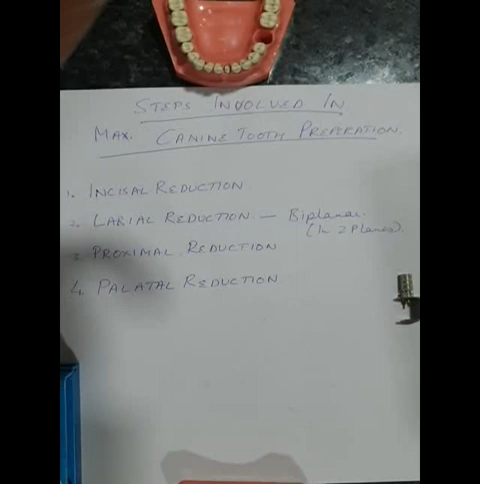 STEPS INVOLVED IN
MAX. CANINE TOOTH PREPERATION.
1. INCISAL REDUCTION
2. LABIAL REDUCTION — Biplanar.
(In 2 Planes).
3. PROXIMAL REDUCTION
4. PALATAL REDUCTION